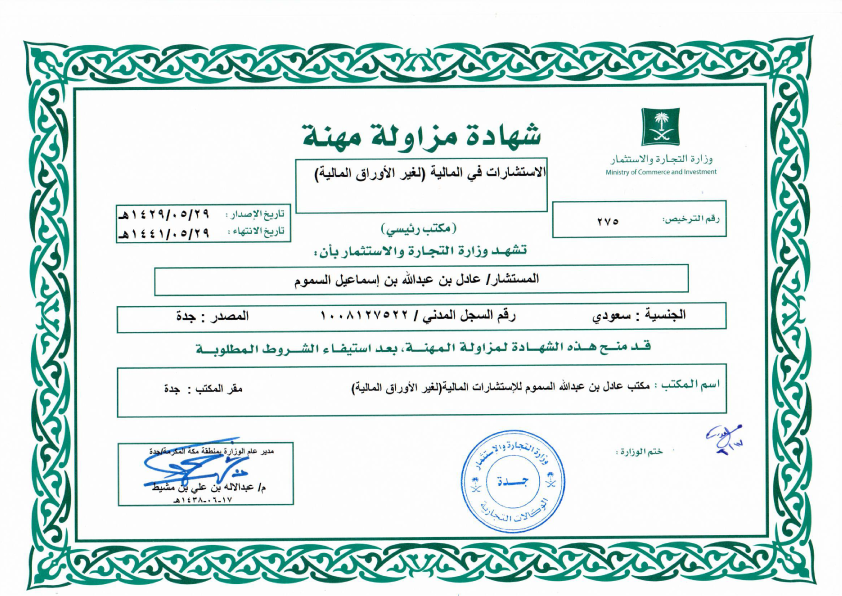 وزارة التجارة والاستثمار
Ministry of Commerce and Investment
شهادة مزاولة مهنة
الاستشارات في المالية (لغير الأوراق المالية)
رقم الترخيص: ٢٧٥
تاريخ الإصدار : ١٤٢٩/٠٥/٢٩هـ
تاريخ الانتهاء : ١٤٤١/٠٥/٢٩هـ
(مكتب رئيسي)
تشهد وزارة التجارة والاستثمار بأن:
المستشار/ عادل بن عبدالله بن إسماعيل السموم
الجنسية : سعودي رقم السجل المدني / ١٠٠٨١٢٧٥٢٢ المصدر : جدة
قد منح هذه الشهادة لمزاولة المهنة، بعد استيفاء الشروط المطلوبة
اسم المكتب : مكتب عادل بن عبدالله السموم للإستشارات المالية(لغير الأوراق المالية) مقر المكتب : جدة
ختم الوزارة :
وزارة التجارة والاستثمار
جدة
الوكالات التجارية
مدير عام الوزارة بمنطقة مكة المكرمة/جدة
م/ عبدالاله بن علي بن مشيط
١٤٣٨-٠٦-١٧هـ